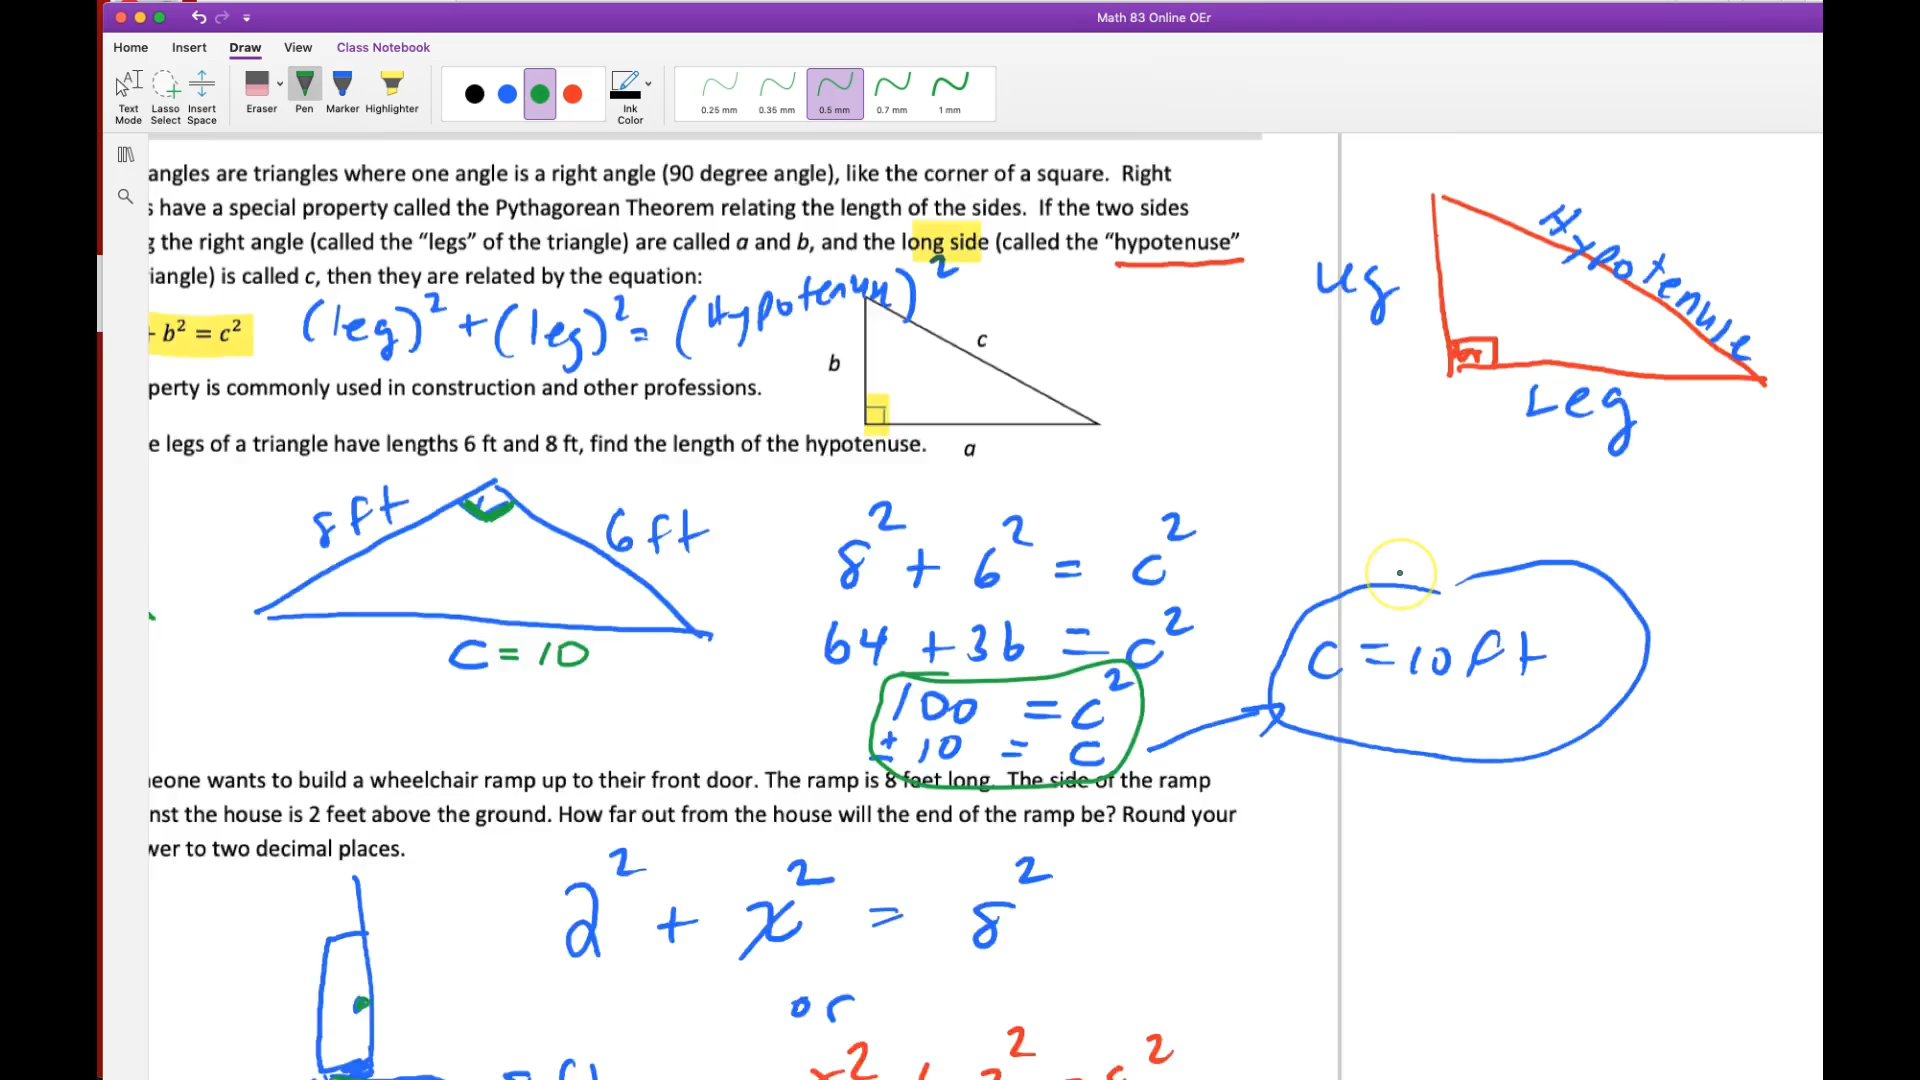 Math 83 Online OEr
Home Insert Draw View Class Notebook
Text Mode Lasso Select Insert Space Eraser Pen Marker Highlighter Ink Color 0.25 mm 0.35 mm 0.5 mm 0.7 mm 1 mm
angles are triangles where one angle is a right angle (90 degree angle), like the corner of a square. Right
s have a special property called the Pythagorean Theorem relating the length of the sides. If the two sides
g the right angle (called the “legs” of the triangle) are called a and b, and the long side (called the “hypotenuse”
iangle) is called c, then they are related by the equation:
b² = c² (leg)² + (leg)² = (Hypotenus)²
b c a
Leg Hypotenuse
Leg
perty is commonly used in construction and other professions.
e legs of a triangle have lengths 6 ft and 8 ft, find the length of the hypotenuse.
8ft 6ft
C = 10
8² + 6² = c²
64 + 36 = c²
100 = c²
± 10 = c
C = 10 ft
eone wants to build a wheelchair ramp up to their front door. The ramp is 8 feet long. The side of the ramp
nst the house is 2 feet above the ground. How far out from the house will the end of the ramp be? Round your
wer to two decimal places.
2² + x² = 8²
or